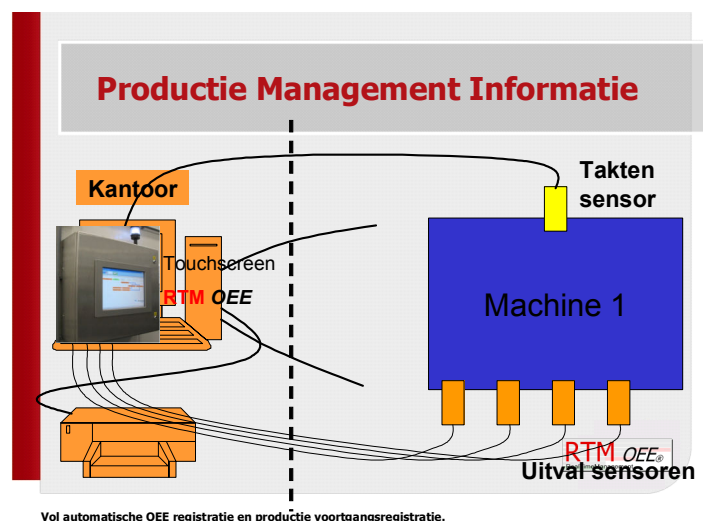 Productie Management Informatie
Kantoor
Takten
sensor
Touchscreen
RTM OEE
Machine 1
RTM OEE®
RealTimeManagement
Uitval sensoren
Vol automatische OEE registratie en productie voortgangsregistratie.